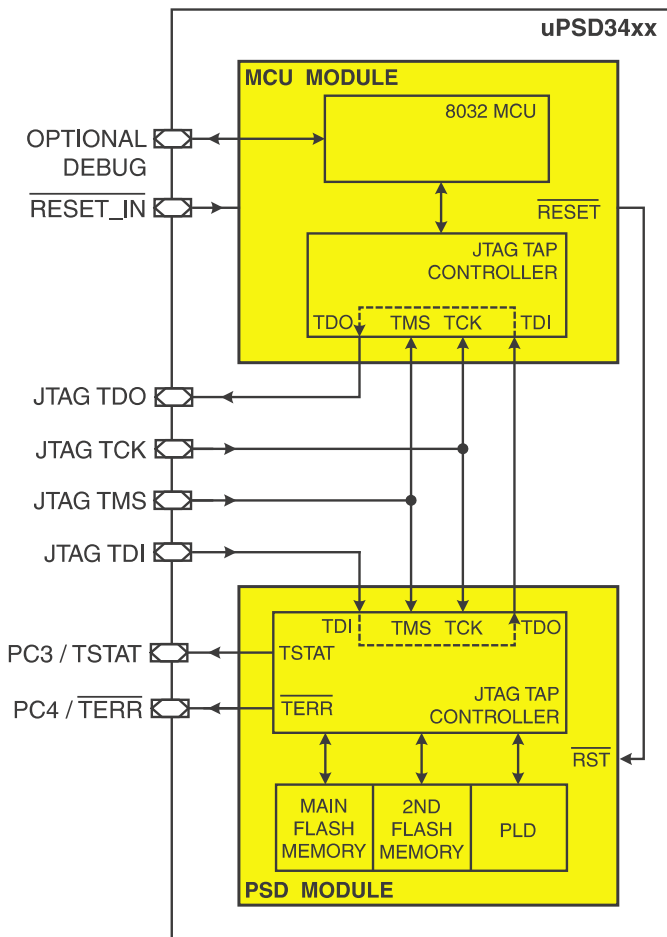 uPSD34xx
MCU MODULE
8032 MCU
OPTIONAL
DEBUG
RESET_IN
RESET
JTAG TAP
CONTROLLER
TDO TMS TCK TDI
JTAG TDO
JTAG TCK
JTAG TMS
JTAG TDI
TDI TMS TCK TDO
PC3 / TSTAT
TSTAT
PC4 / TERR
TERR
JTAG TAP
CONTROLLER
RST
MAIN
FLASH
MEMORY
2ND
FLASH
MEMORY
PLD
PSD MODULE